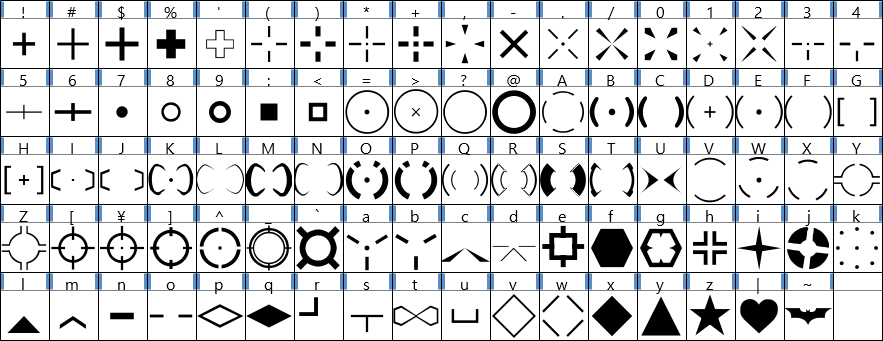 ! # $ % ' ( ) * + , - . / 0 1 2 3 4
5 6 7 8 9 : < = > ? @ A B C D E F G
H I J K L M N O P Q R S T U V W X Y
Z [ ¥ ] ^ _ ` a b c d e f g h i j k
l m n o p q r s t u v w x y z | ~